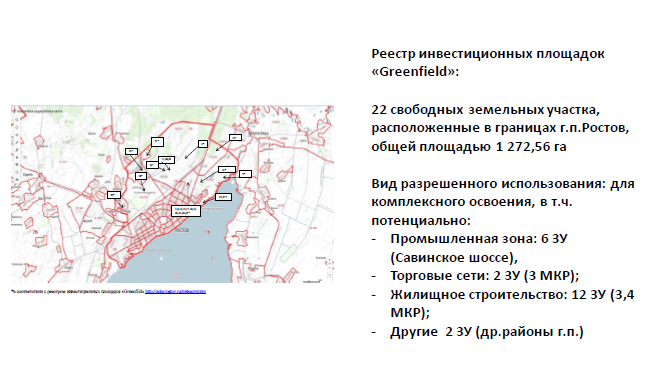 Реестр инвестиционных площадок
«Greenfield»:
22 свободных земельных участка,
расположенные в границах г.п.Ростов,
общей площадью 1 272,56 га
Вид разрешенного использования: для
комплексного освоения, в т.ч.
потенциально:
- Промышленная зона: 6 ЗУ
(Савинское шоссе),
- Торговые сети: 2 ЗУ (3 МКР);
- Жилищное строительство: 12 ЗУ (3,4
МКР);
- Другие 2 ЗУ (др.районы г.п.)
РОСТОВ
*в соответствии с реестром инвестиционных площадок «Greenfield»